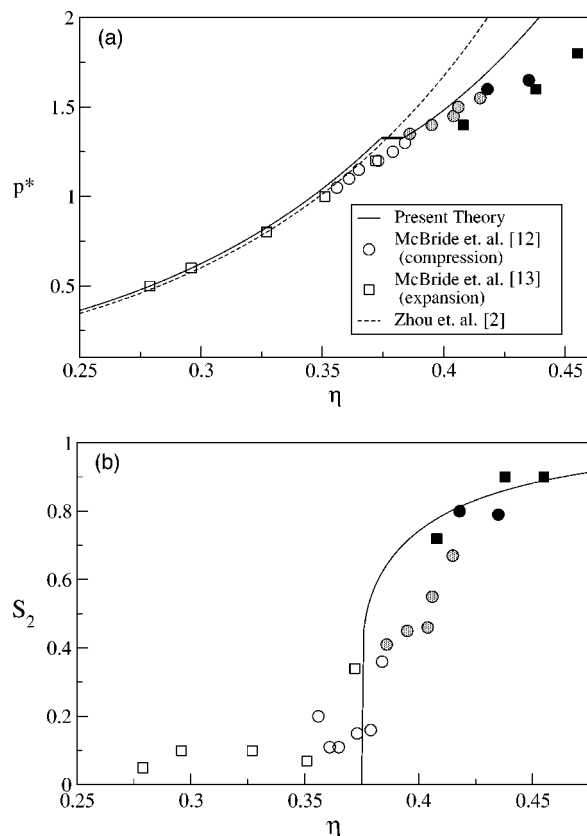 (a)
2
1.5
1
0.5
p*
Present Theory
McBride et. al. [12]
(compression)
McBride et. al. [13]
(expansion)
Zhou et. al. [2]
0.25 0.3 0.35 0.4 0.45
η
(b)
1
0.8
0.6
0.4
0.2
0
S2
0.25 0.3 0.35 0.4 0.45
η